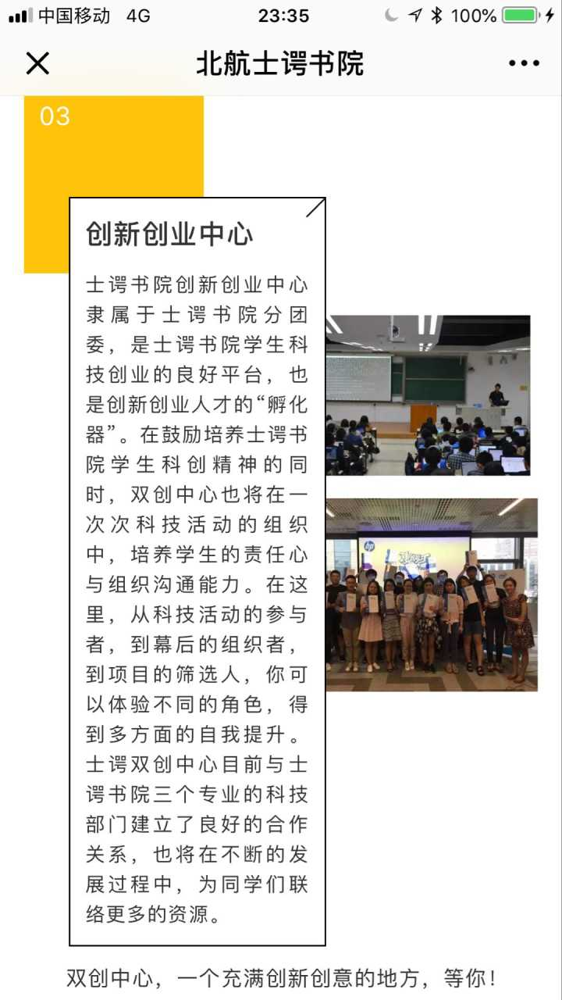 中国移动 4G 23:35 100%
北航士谔书院
03
创新创业中心
士谔书院创新创业中心
隶属于士谔书院分团
委，是士谔书院学生科
技创业的良好平台，也
是创新创业人才的“孵化
器”。在鼓励培养士谔书
院学生科创精神的同
时，双创中心也将在一
次次科技活动的组织
中，培养学生的责任心
与组织沟通能力。在这
里，从科技活动的参与
者，到幕后的组织者，
到项目的筛选人，你可
以体验不同的角色，得
到多方面的自我提升。
士谔双创中心目前与士
谔书院三个专业的科技
部门建立了良好的合作
关系，也将在不断的发
展过程中，为同学们联
络更多的资源。
hp
双创中心，一个充满创新创意的地方，等你！